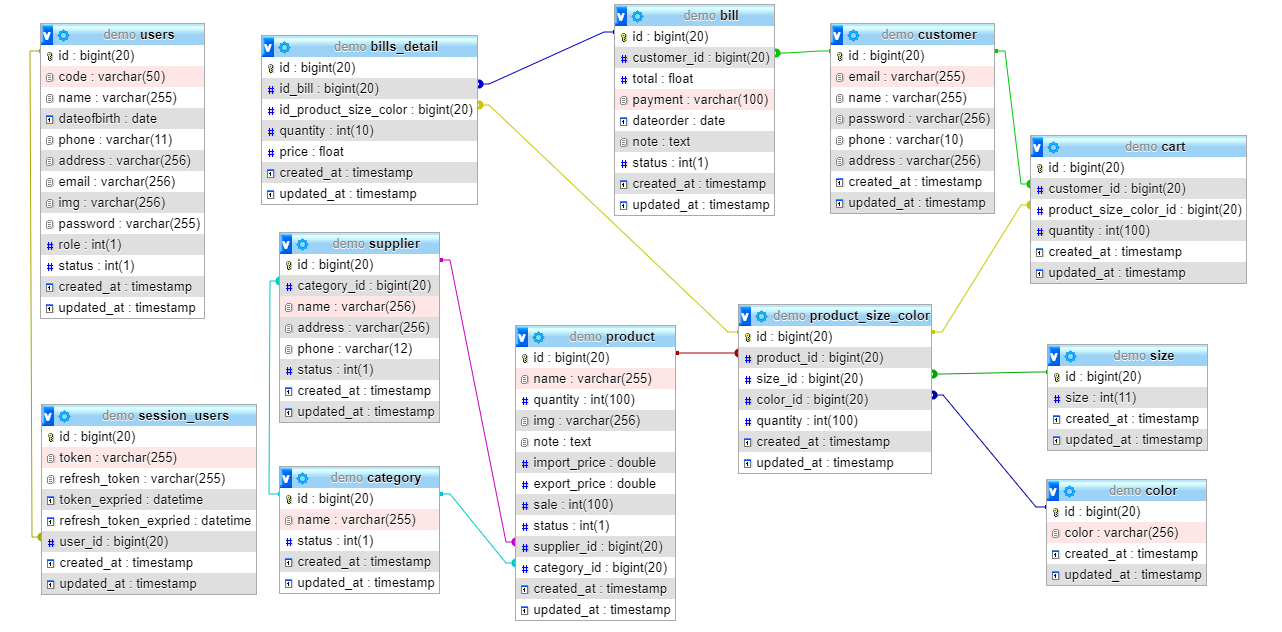 demo users
id : bigint(20)
code : varchar(50)
name : varchar(255)
dateofbirth : date
phone : varchar(11)
address : varchar(256)
email : varchar(256)
img : varchar(256)
password : varchar(255)
role : int(1)
status : int(1)
created_at : timestamp
updated_at : timestamp
demo bills_detail
id : bigint(20)
id_bill : bigint(20)
id_product_size_color : bigint(20)
quantity : int(10)
price : float
created_at : timestamp
updated_at : timestamp
demo bill
id : bigint(20)
customer_id : bigint(20)
total : float
payment : varchar(100)
dateorder : date
note : text
status : int(1)
created_at : timestamp
updated_at : timestamp
demo customer
id : bigint(20)
email : varchar(255)
name : varchar(255)
password : varchar(256)
phone : varchar(10)
address : varchar(256)
created_at : timestamp
updated_at : timestamp
demo cart
id : bigint(20)
customer_id : bigint(20)
product_size_color_id : bigint(20)
quantity : int(100)
created_at : timestamp
updated_at : timestamp
demo supplier
id : bigint(20)
category_id : bigint(20)
name : varchar(256)
address : varchar(256)
phone : varchar(12)
status : int(1)
created_at : timestamp
updated_at : timestamp
demo product
id : bigint(20)
name : varchar(255)
quantity : int(100)
img : varchar(256)
note : text
import_price : double
export_price : double
sale : int(100)
status : int(1)
supplier_id : bigint(20)
category_id : bigint(20)
created_at : timestamp
updated_at : timestamp
demo product_size_color
id : bigint(20)
product_id : bigint(20)
size_id : bigint(20)
color_id : bigint(20)
quantity : int(100)
created_at : timestamp
updated_at : timestamp
demo size
id : bigint(20)
size : int(11)
created_at : timestamp
updated_at : timestamp
demo session_users
id : bigint(20)
token : varchar(255)
refresh_token : varchar(255)
token_expried : datetime
refresh_token_expried : datetime
user_id : bigint(20)
created_at : timestamp
updated_at : timestamp
demo category
id : bigint(20)
name : varchar(255)
status : int(1)
created_at : timestamp
updated_at : timestamp
demo color
id : bigint(20)
color : varchar(256)
created_at : timestamp
updated_at : timestamp